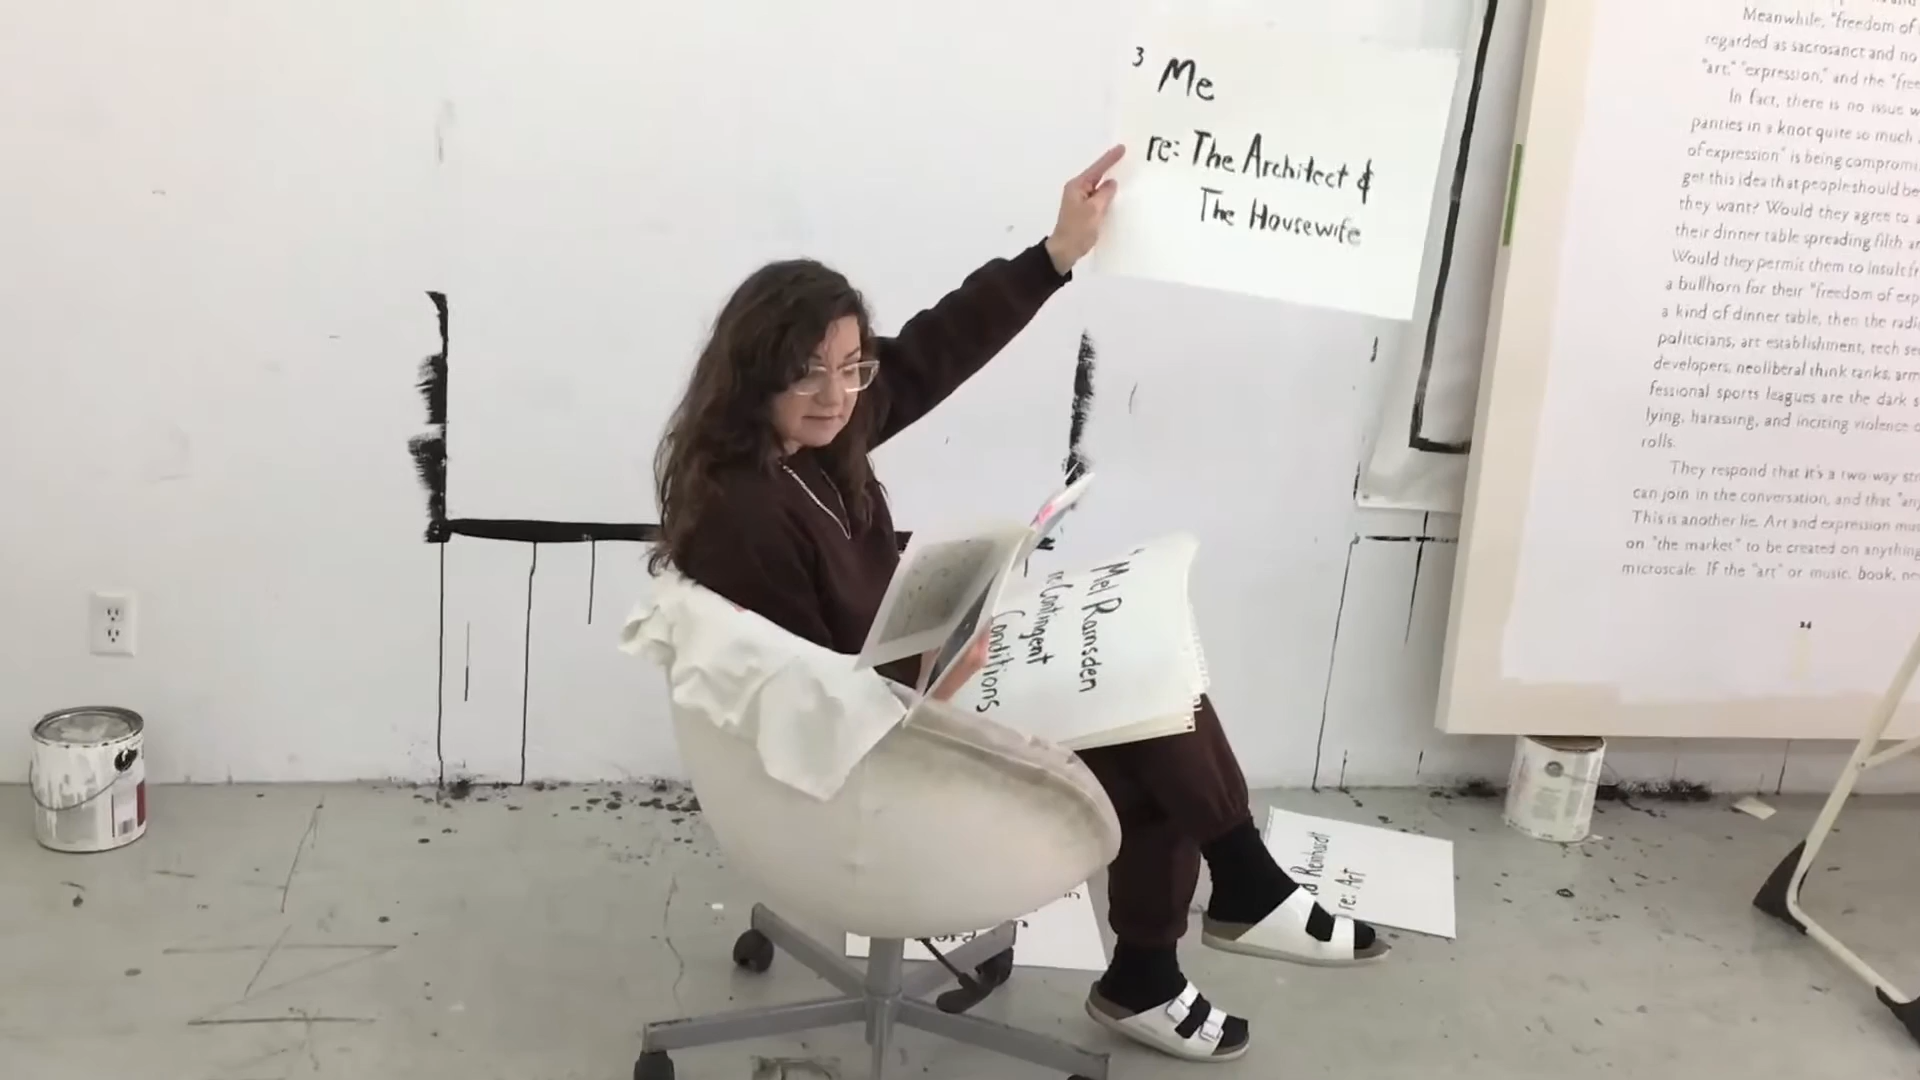 3 Me
re: The Architect &
The Housewife
Mel Ramsden
re: Contingent
Conditions
Reinhardt
re: Art
Meanwhile, "freedom of
regarded as sacrosanct and no
"art," "expression," and the "free
In fact, there is no issue w
panties in a knot quite so much
of expression" is being compromi
get this idea that people should be
they want? Would they agree to a
their dinner table spreading filth a
Would they permit them to insult
a bullhorn for their "freedom of exp
a kind of dinner table, then the radi
politicians, art establishment, tech se
developers, neoliberal think tanks, arm
fessional sports leagues are the dark s
lying, harassing, and inciting violence
rolls.
They respond that it's a two-way str
can join in the conversation, and that "any
This is another lie. Art and expression mus
on "the market" to be created on anything
microscale. If the "art" or music, book, ne
24